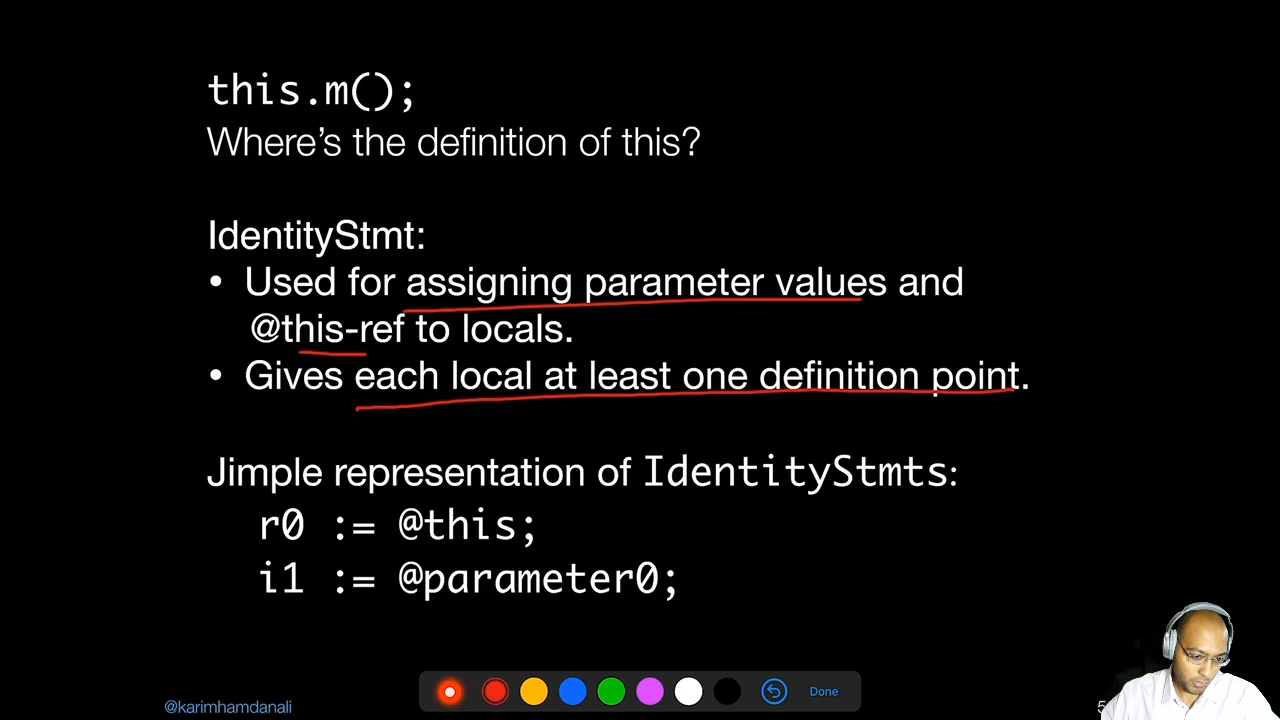 this.m();
Where's the definition of this?
IdentityStmt:
• Used for assigning parameter values and
@this-ref to locals.
• Gives each local at least one definition point.
Jimple representation of IdentityStmts:
r0 := @this;
i1 := @parameter0;
@karimhamdanali
Done